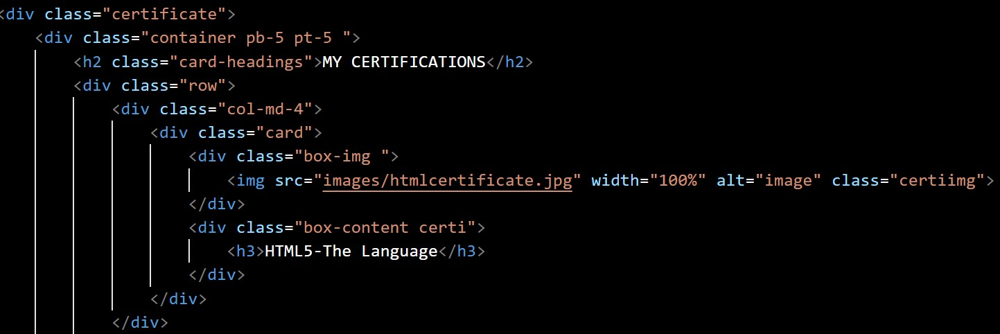 <div class="certificate">
<div class="container pb-5 pt-5 ">
<h2 class="card-headings">MY CERTIFICATIONS</h2>
<div class="row">
<div class="col-md-4">
<div class="card">
<div class="box-img ">
<img src="images/htmlcertificate.jpg" width="100%" alt="image" class="certiimg">
</div>
<div class="box-content certi">
<h3>HTML5-The Language</h3>
</div>
</div>
</div>